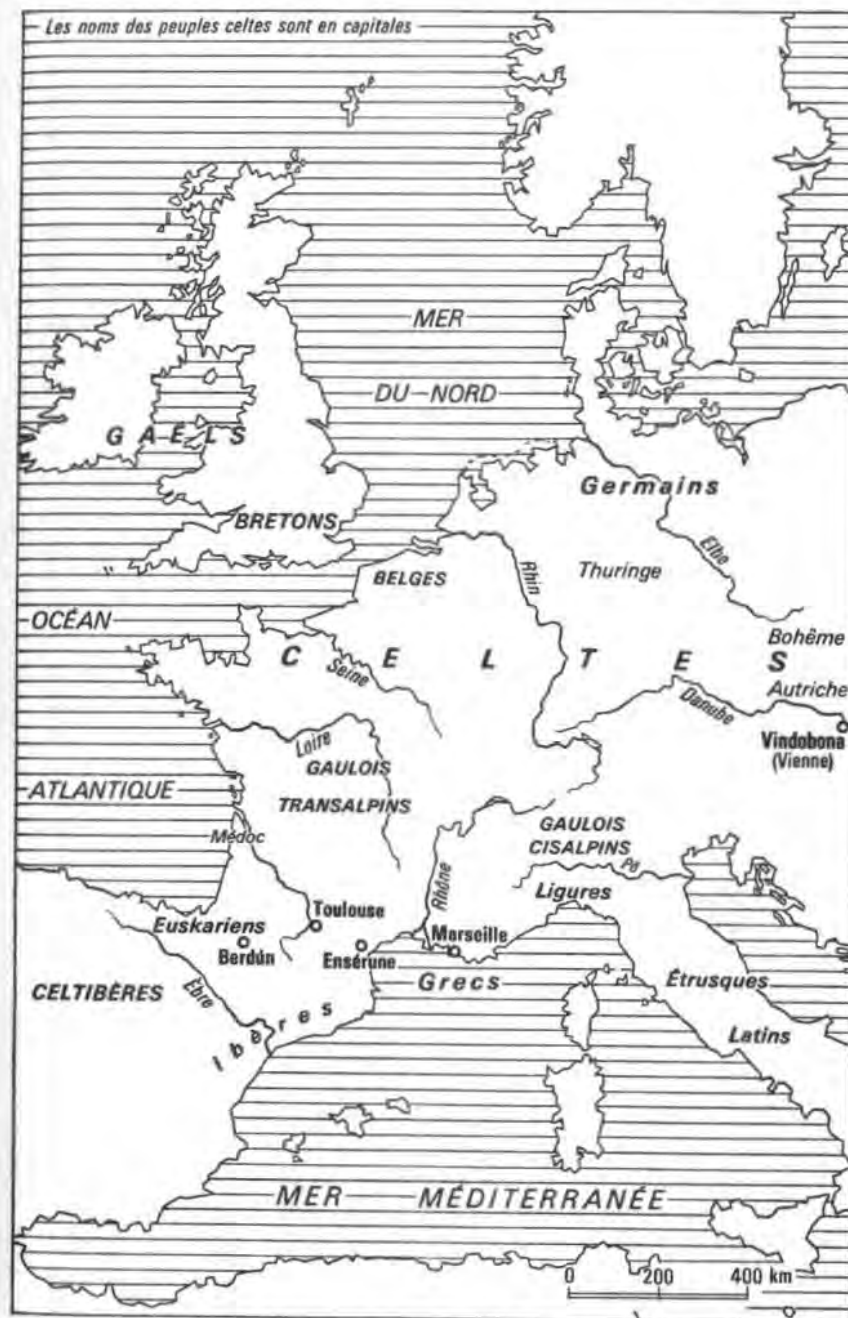 Les noms des peuples celtes sont en capitales
MER
DU NORD
GAËLS
Germains
BRETONS
Elbe
BELGES
Rhin
Thuringe
OCÉAN
Bohême
CELTES
Seine
Autriche
Danube
Vindobona
(Vienne)
Loire
GAULOIS
TRANSALPINS
ATLANTIQUE
GAULOIS
CISALPINS
Médoc
Pô
Rhône
Ligures
Toulouse
Euskariens
Marseille
Berdún
Ensérune
Grecs
Étrusques
CELTIBÈRES
Èbre
Ibères
Latins
MER MÉDITERRANÉE
0 200 400 km